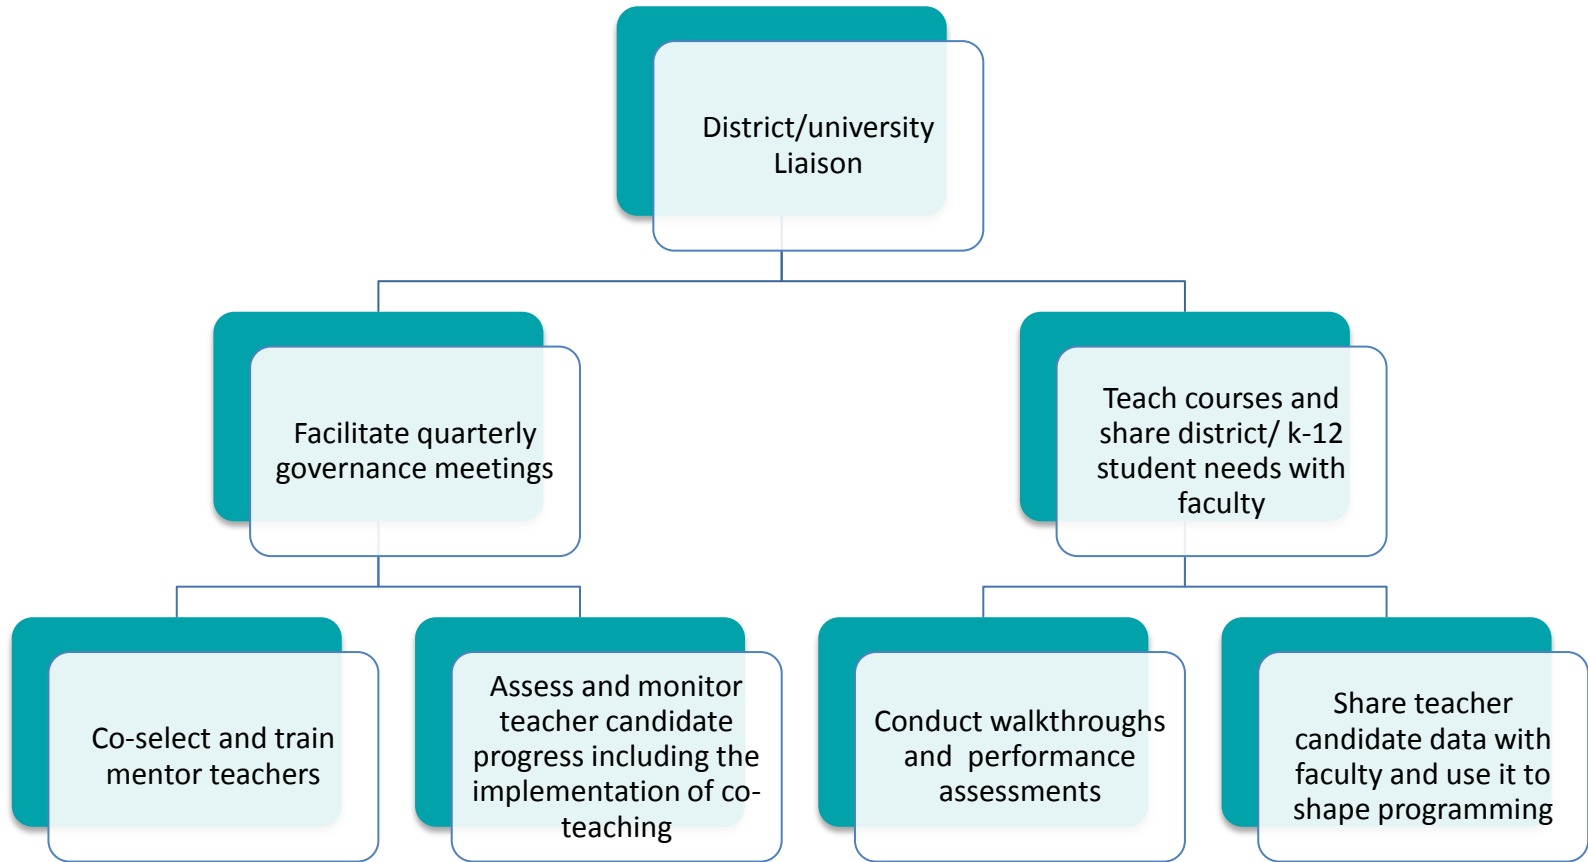 District/university
Liaison
Facilitate quarterly
governance meetings
Teach courses and
share district/ k-12
student needs with
faculty
Co-select and train
mentor teachers
Assess and monitor
teacher candidate
progress including the
implementation of co-
teaching
Conduct walkthroughs
and  performance
assessments
Share teacher
candidate data with
faculty and use it to
shape programming